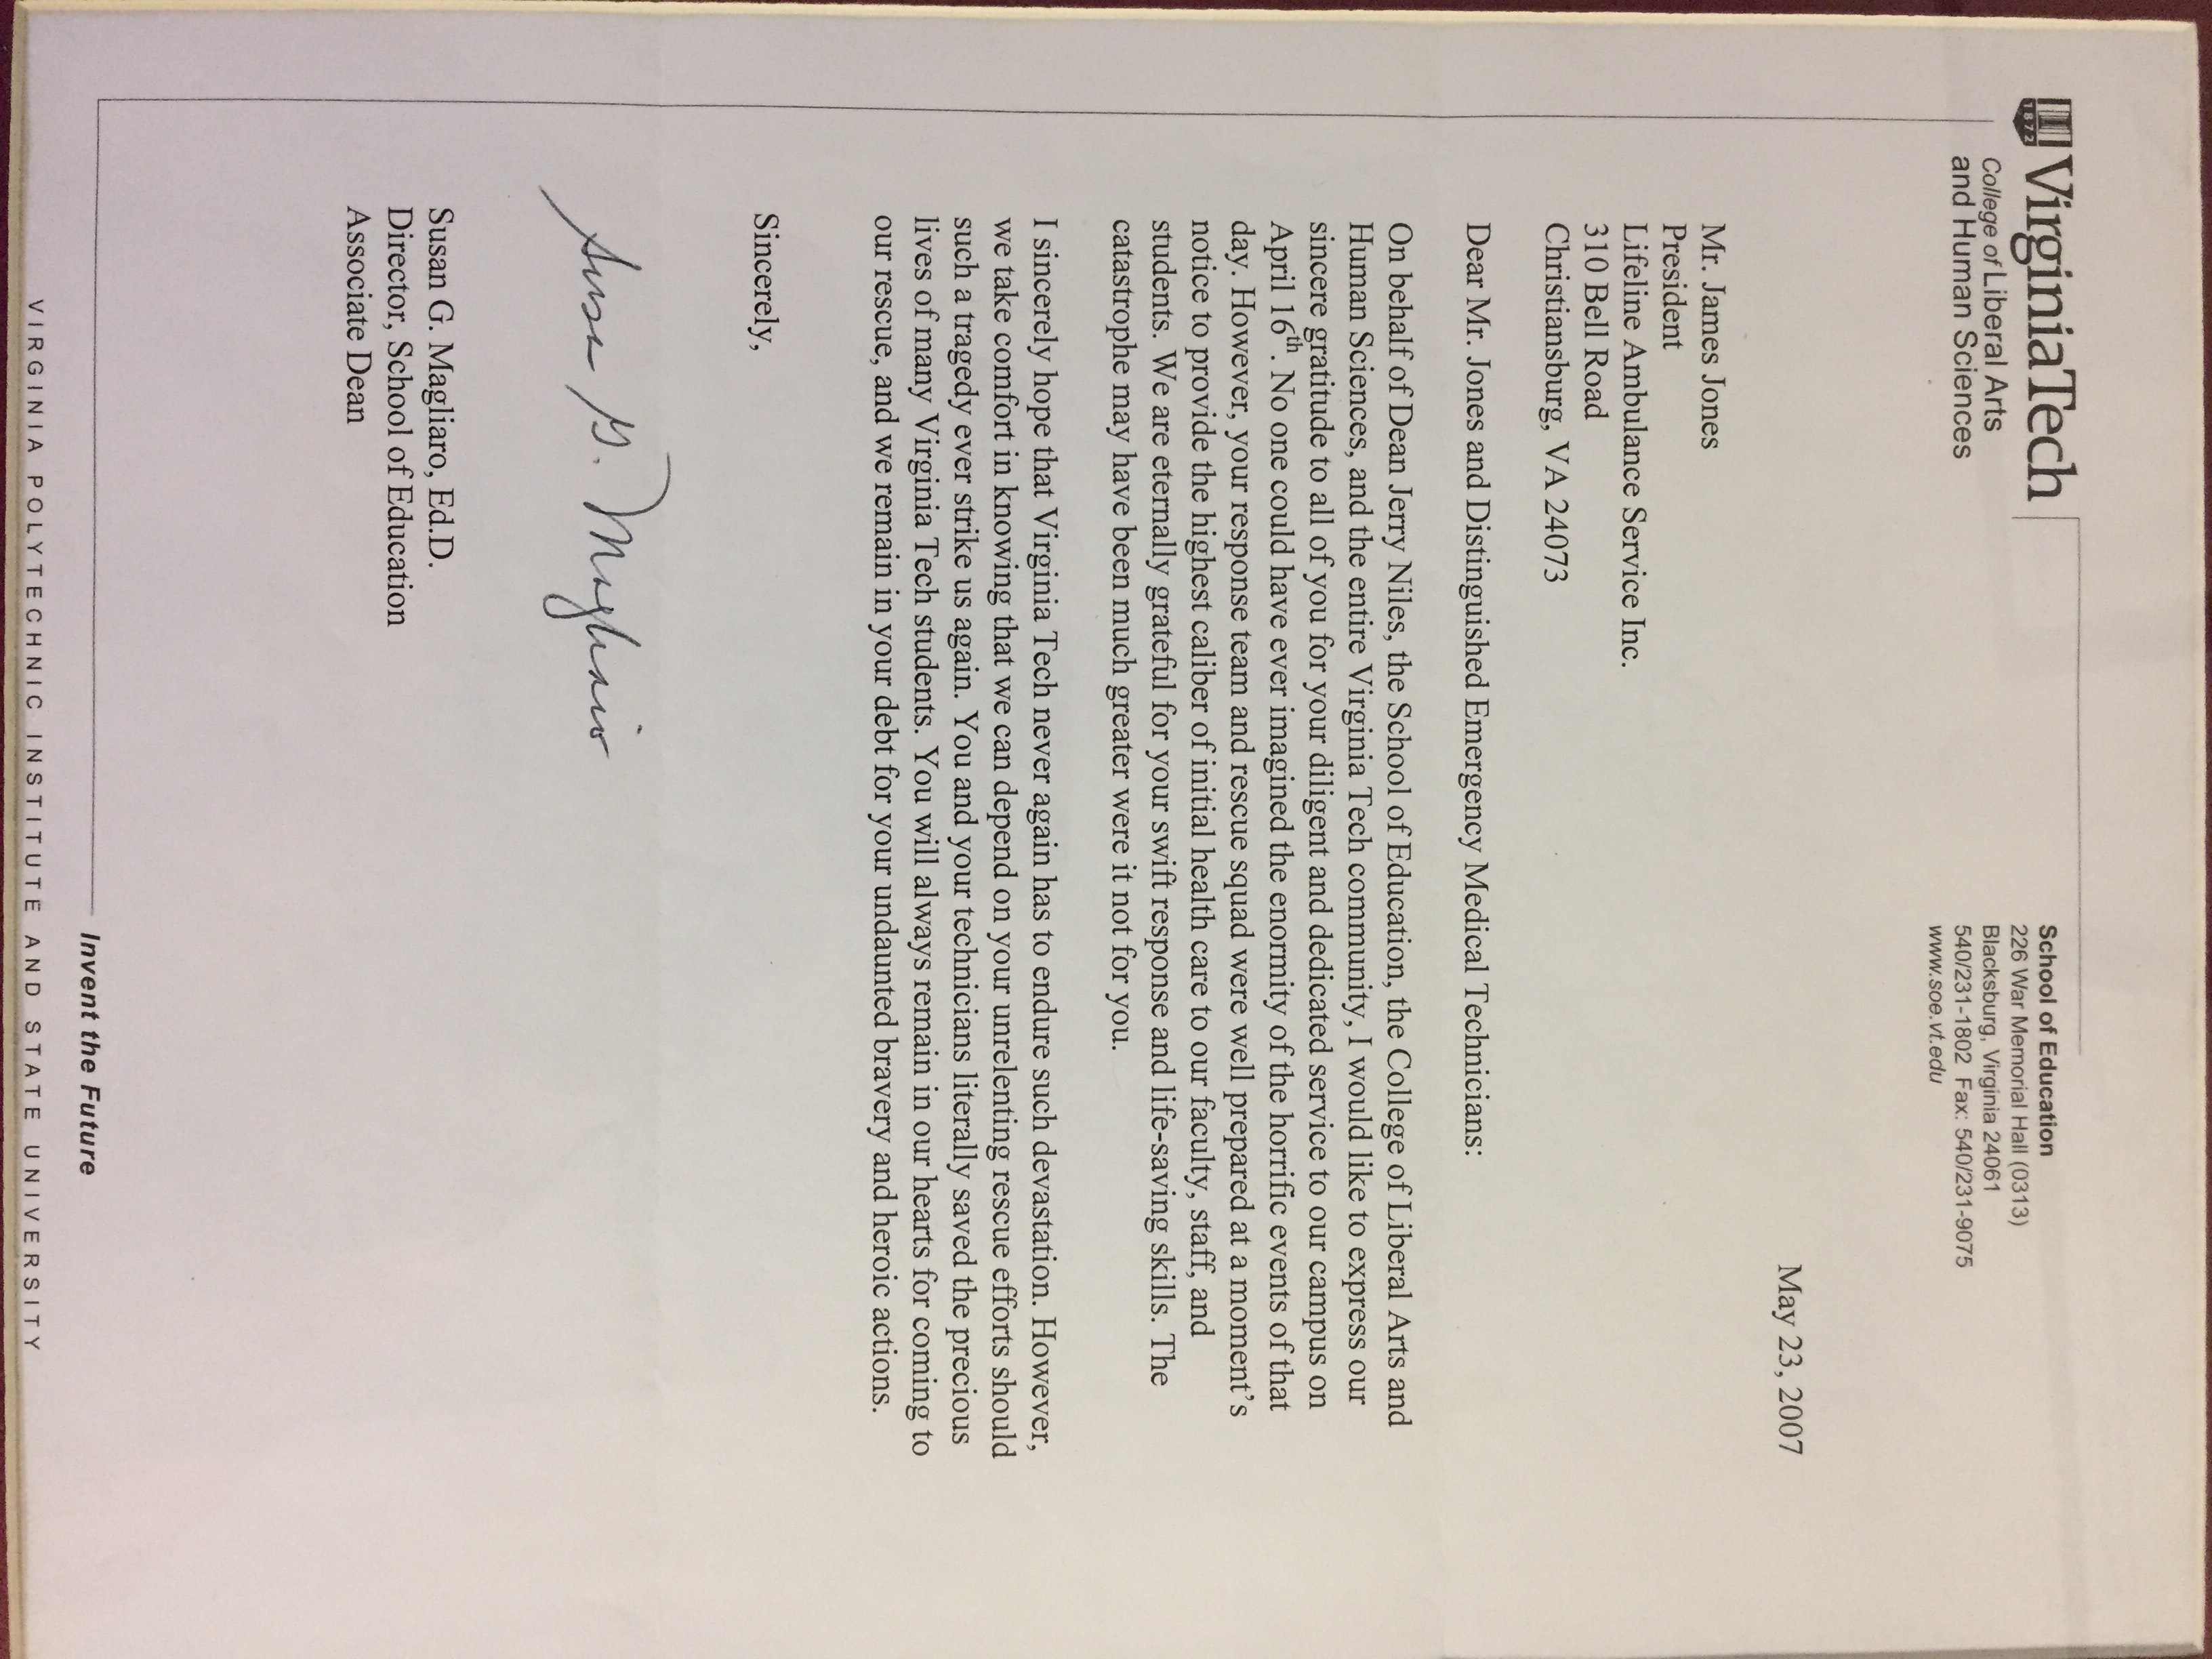 VirginiaTech
1872
College of Liberal Arts
and Human Sciences
School of Education
226 War Memorial Hall (0313)
Blacksburg, Virginia 24061
540/231-1802 Fax: 540/231-9075
www.soe.vt.edu
May 23, 2007
Mr. James Jones
President
Lifeline Ambulance Service Inc.
310 Bell Road
Christiansburg, VA 24073
Dear Mr. Jones and Distinguished Emergency Medical Technicians:
On behalf of Dean Jerry Niles, the School of Education, the College of Liberal Arts and
Human Sciences, and the entire Virginia Tech community, I would like to express our
sincere gratitude to all of you for your diligent and dedicated service to our campus on
April 16th. No one could have ever imagined the enormity of the horrific events of that
day. However, your response team and rescue squad were well prepared at a moment's
notice to provide the highest caliber of initial health care to our faculty, staff, and
students. We are eternally grateful for your swift response and life-saving skills. The
catastrophe may have been much greater were it not for you.
I sincerely hope that Virginia Tech never again has to endure such devastation. However,
we take comfort in knowing that we can depend on your unrelenting rescue efforts should
such a tragedy ever strike us again. You and your technicians literally saved the precious
lives of many Virginia Tech students. You will always remain in our hearts for coming to
our rescue, and we remain in your debt for your undaunted bravery and heroic actions.
Sincerely,
Susan G. Magliaro
Susan G. Magliaro, Ed.D.
Director, School of Education
Associate Dean
Invent the Future
VIRGINIA POLYTECHNIC INSTITUTE AND STATE UNIVERSITY